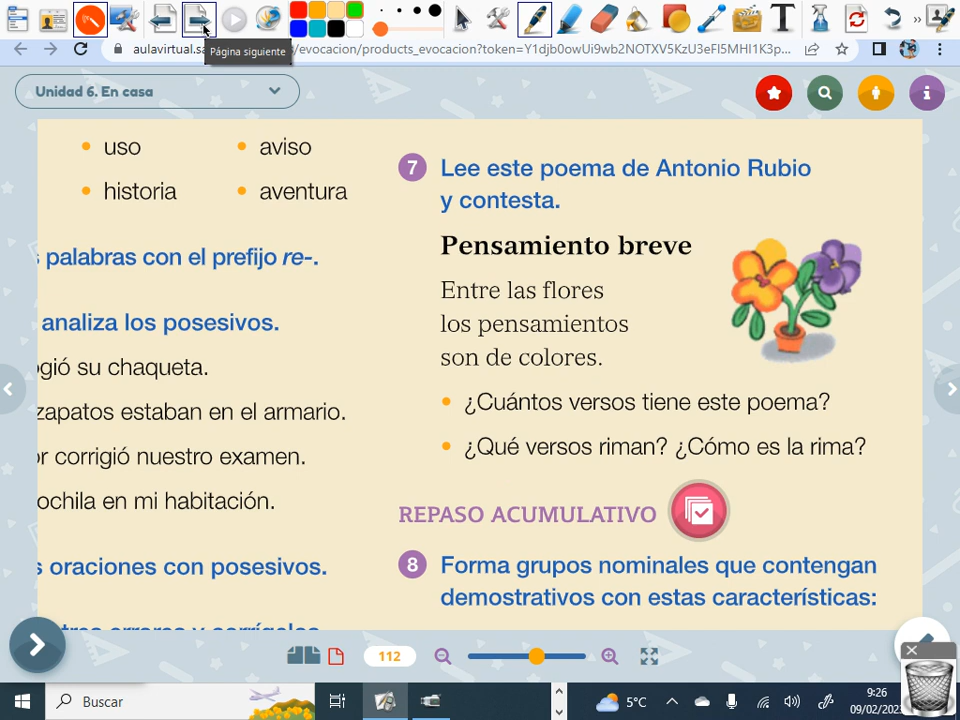 Página siguiente
aulavirtual.sa
/evocacion/products_evocacion?token=Y1djb0owUi9wb2NOTXV5KzU3eFI5MHI1K3p...
Unidad 6. En casa
• uso
• aviso
• historia
• aventura
palabras con el prefijo re-.
analiza los posesivos.
ogió su chaqueta.
zapatos estaban en el armario.
or corrigió nuestro examen.
ochila en mi habitación.
s oraciones con posesivos.
7 Lee este poema de Antonio Rubio
y contesta.
Pensamiento breve
Entre las flores
los pensamientos
son de colores.
• ¿Cuántos versos tiene este poema?
• ¿Qué versos riman? ¿Cómo es la rima?
REPASO ACUMULATIVO
8 Forma grupos nominales que contengan
demostrativos con estas características:
112
Buscar
5°C
9:26
09/02/202